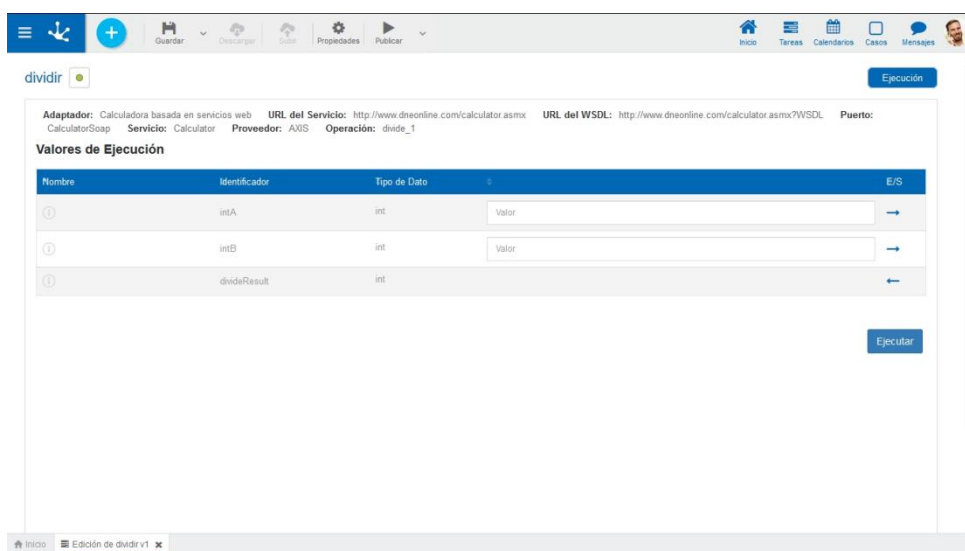 Guardar Descargar Subir Propiedades Publicar Inicio Tareas Calendarios Casos Mensajes
dividir Ejecución
Adaptador: Calculadora basada en servicios web URL del Servicio: http://www.dneonline.com/calculator.asmx URL del WSDL: http://www.dneonline.com/calculator.asmx?WSDL Puerto:
CalculatorSoap Servicio: Calculator Proveedor: AXIS Operación: divide_1
Valores de Ejecución
Nombre Identificador Tipo de Dato E/S
intA int Valor
intB int Valor
divideResult int
Ejecutar
Inicio Edición de dividir v1